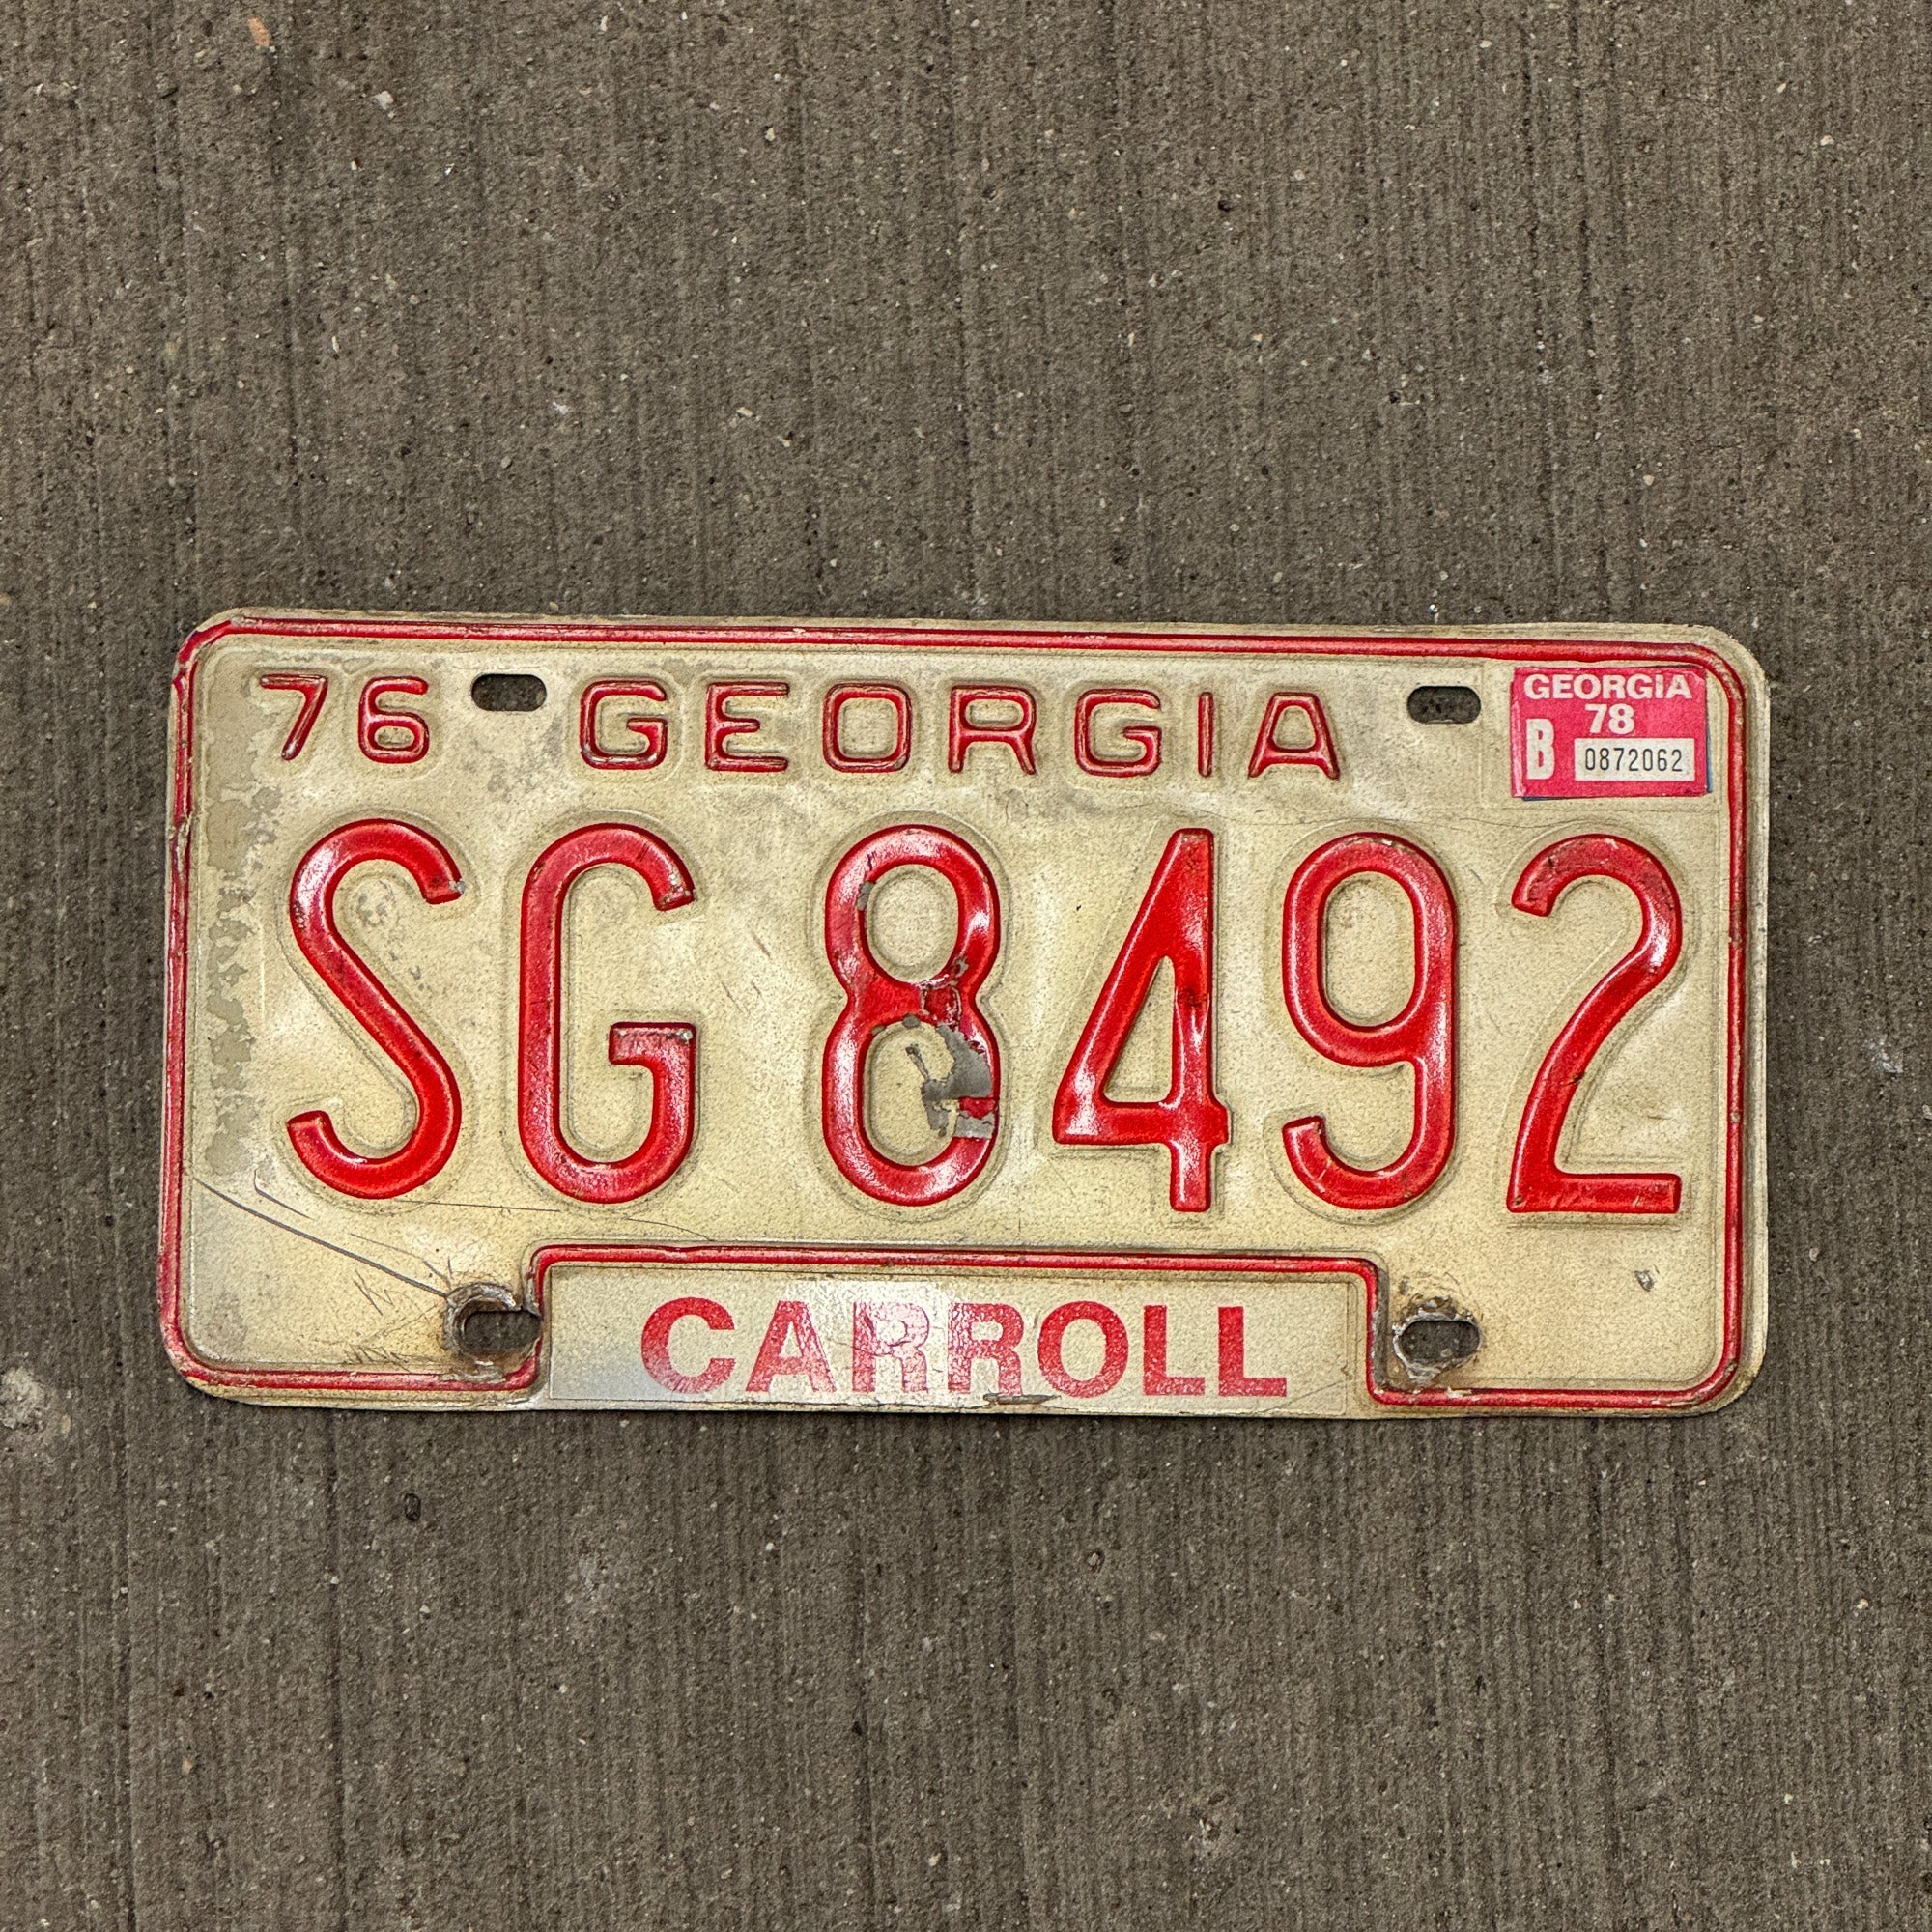 76 GEORGIA
GEORGIA
78
B 0872062
SG 8492
CARROLL